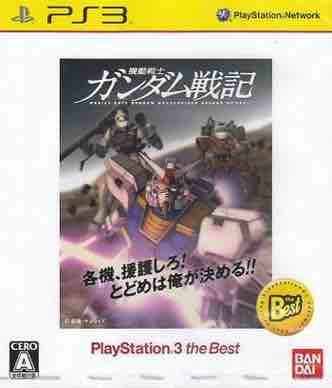 PS3
PlayStation®Network
機動戦士
ガンダム戦記
MOBILE SUIT GUNDAM
各機、援護しろ!
とどめは俺が決める!!
the Best
CERO
A
PlayStation®3 the Best
BAN
DAI